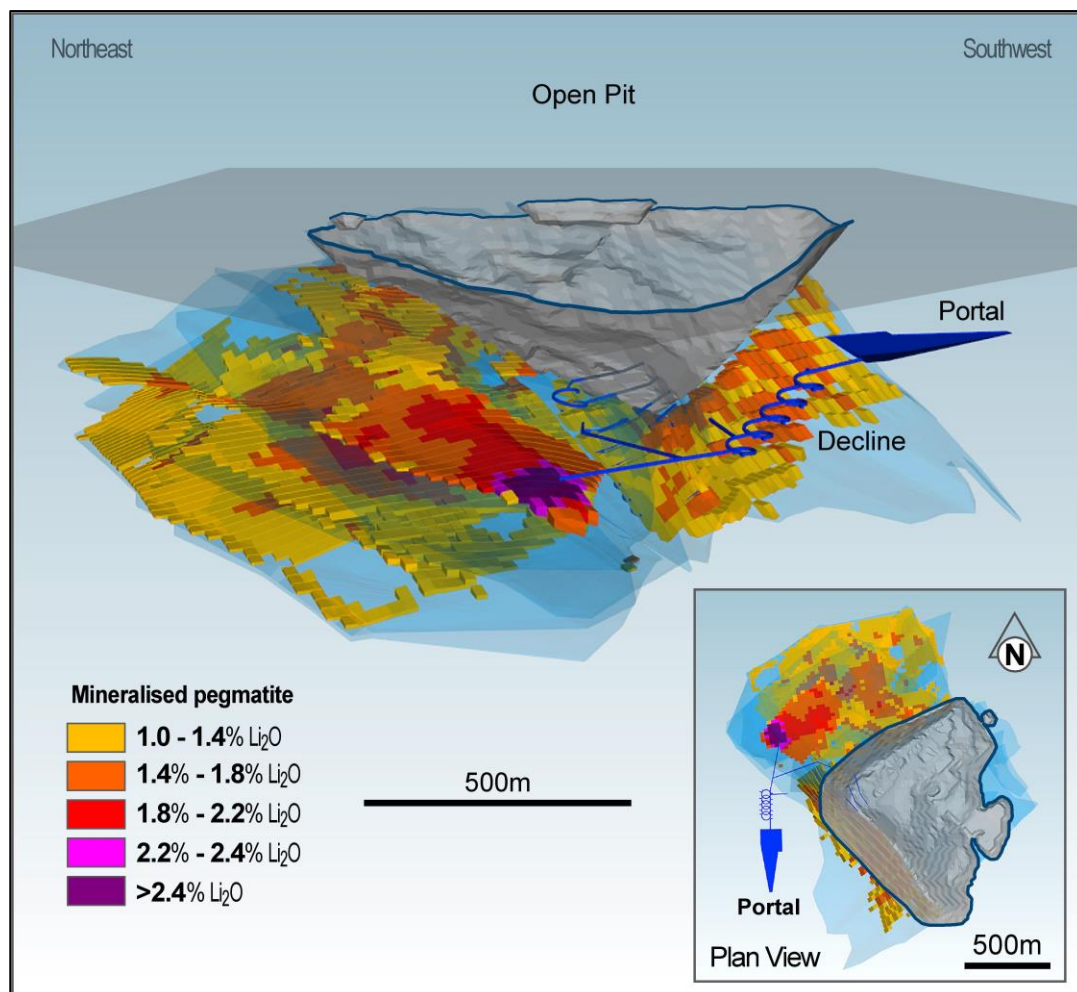 Northeast
Southwest
Open Pit
Portal
Decline
Mineralised pegmatite
1.0 - 1.4% Li₂O
1.4% - 1.8% Li₂O
1.8% - 2.2% Li₂O
2.2% - 2.4% Li₂O
>2.4% Li₂O
500m
N
Portal
Plan View
500m